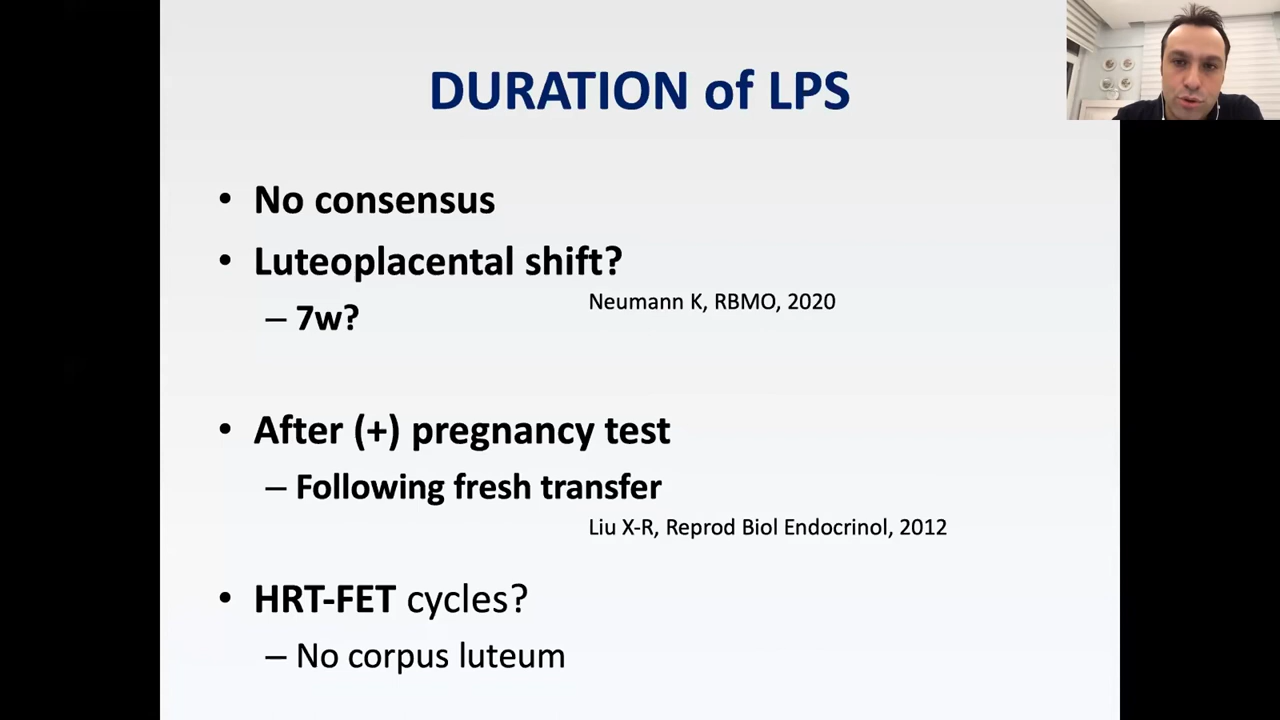 DURATION of LPS
• No consensus
• Luteoplacental shift?
– 7w?
Neumann K, RBMO, 2020
• After (+) pregnancy test
– Following fresh transfer
Liu X-R, Reprod Biol Endocrinol, 2012
• HRT-FET cycles?
– No corpus luteum